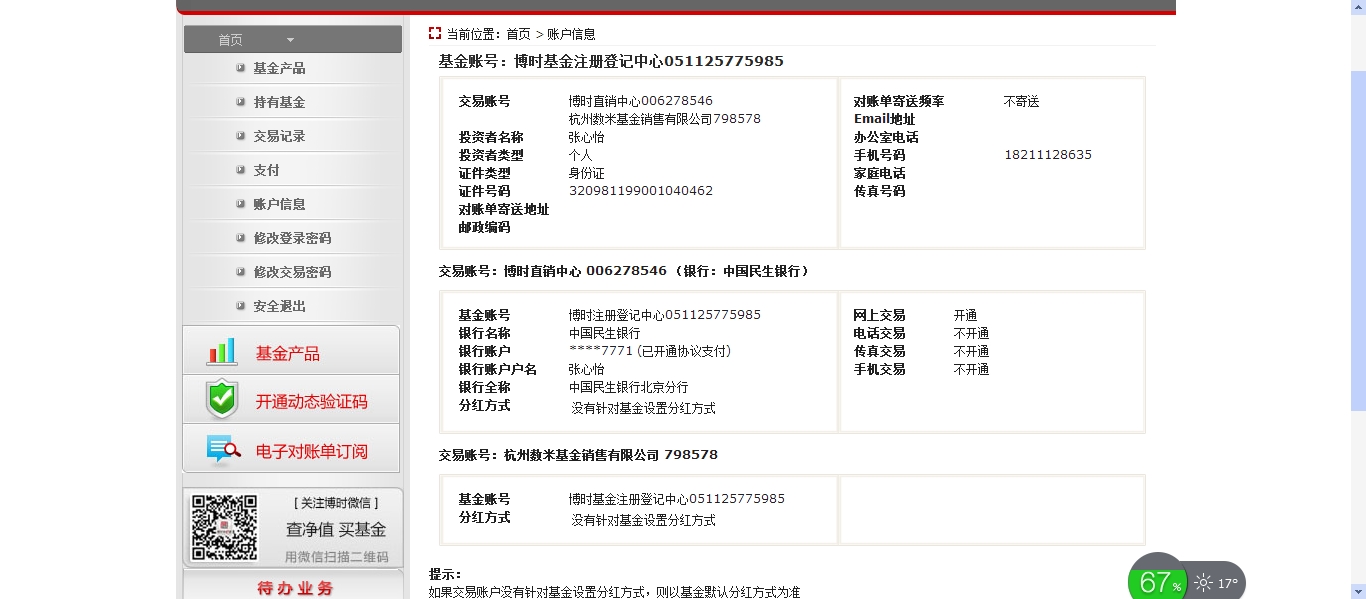 首页
基金产品
持有基金
交易记录
支付
账户信息
修改登录密码
修改交易密码
安全退出
基金产品
开通动态验证码
电子对账单订阅
[ 关注博时微信 ]
查净值 买基金
用微信扫描二维码
待办业务
当前位置：首页 > 账户信息
基金账号：博时基金注册登记中心051125775985
交易账号 博时直销中心006278546
杭州数米基金销售有限公司798578
投资者名称 张心怡
投资者类型 个人
证件类型 身份证
证件号码 320981199001040462
对账单寄送地址
邮政编码
对账单寄送频率 不寄送
Email地址
办公室电话
手机号码 18211128635
家庭电话
传真号码
交易账号：博时直销中心 006278546（银行：中国民生银行）
基金账号 博时注册登记中心051125775985
银行名称 中国民生银行
银行账户 ****7771 (已开通协议支付)
银行账户户名 张心怡
银行全称 中国民生银行北京分行
分红方式 没有针对基金设置分红方式
网上交易 开通
电话交易 不开通
传真交易 不开通
手机交易 不开通
交易账号：杭州数米基金销售有限公司 798578
基金账号 博时基金注册登记中心051125775985
分红方式 没有针对基金设置分红方式
提示：
如果交易账户没有针对基金设置分红方式，则以基金默认分红方式为准
67% 17°